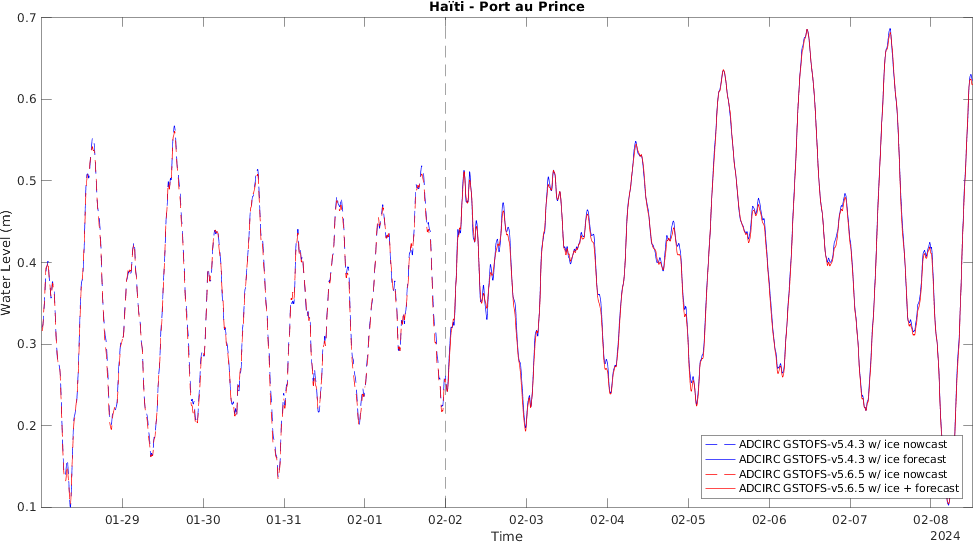 Haïti - Port au Prince
Water Level (m)
0.7
0.6
0.5
0.4
0.3
0.2
0.1
ADCIRC GSTOFS-v5.4.3 w/ ice nowcast
ADCIRC GSTOFS-v5.4.3 w/ ice forecast
ADCIRC GSTOFS-v5.6.5 w/ ice nowcast
ADCIRC GSTOFS-v5.6.5 w/ ice + forecast
01-29 01-30 01-31 02-01 02-02 02-03 02-04 02-05 02-06 02-07 02-08
Time
2024